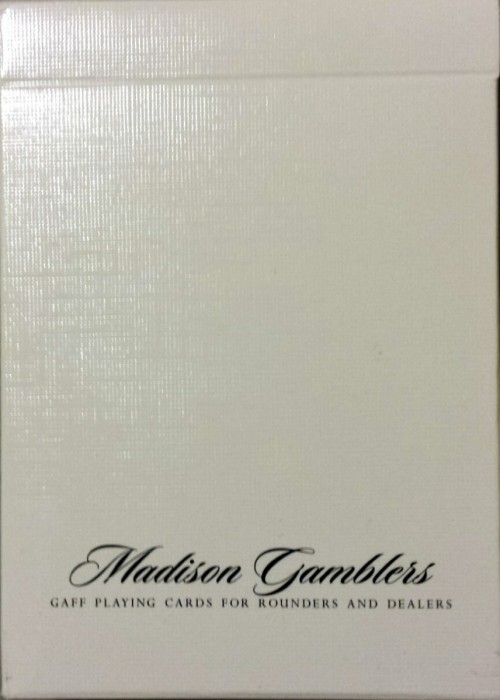 Madison Gamblers
GAFF PLAYING CARDS FOR ROUNDERS AND DEALERS